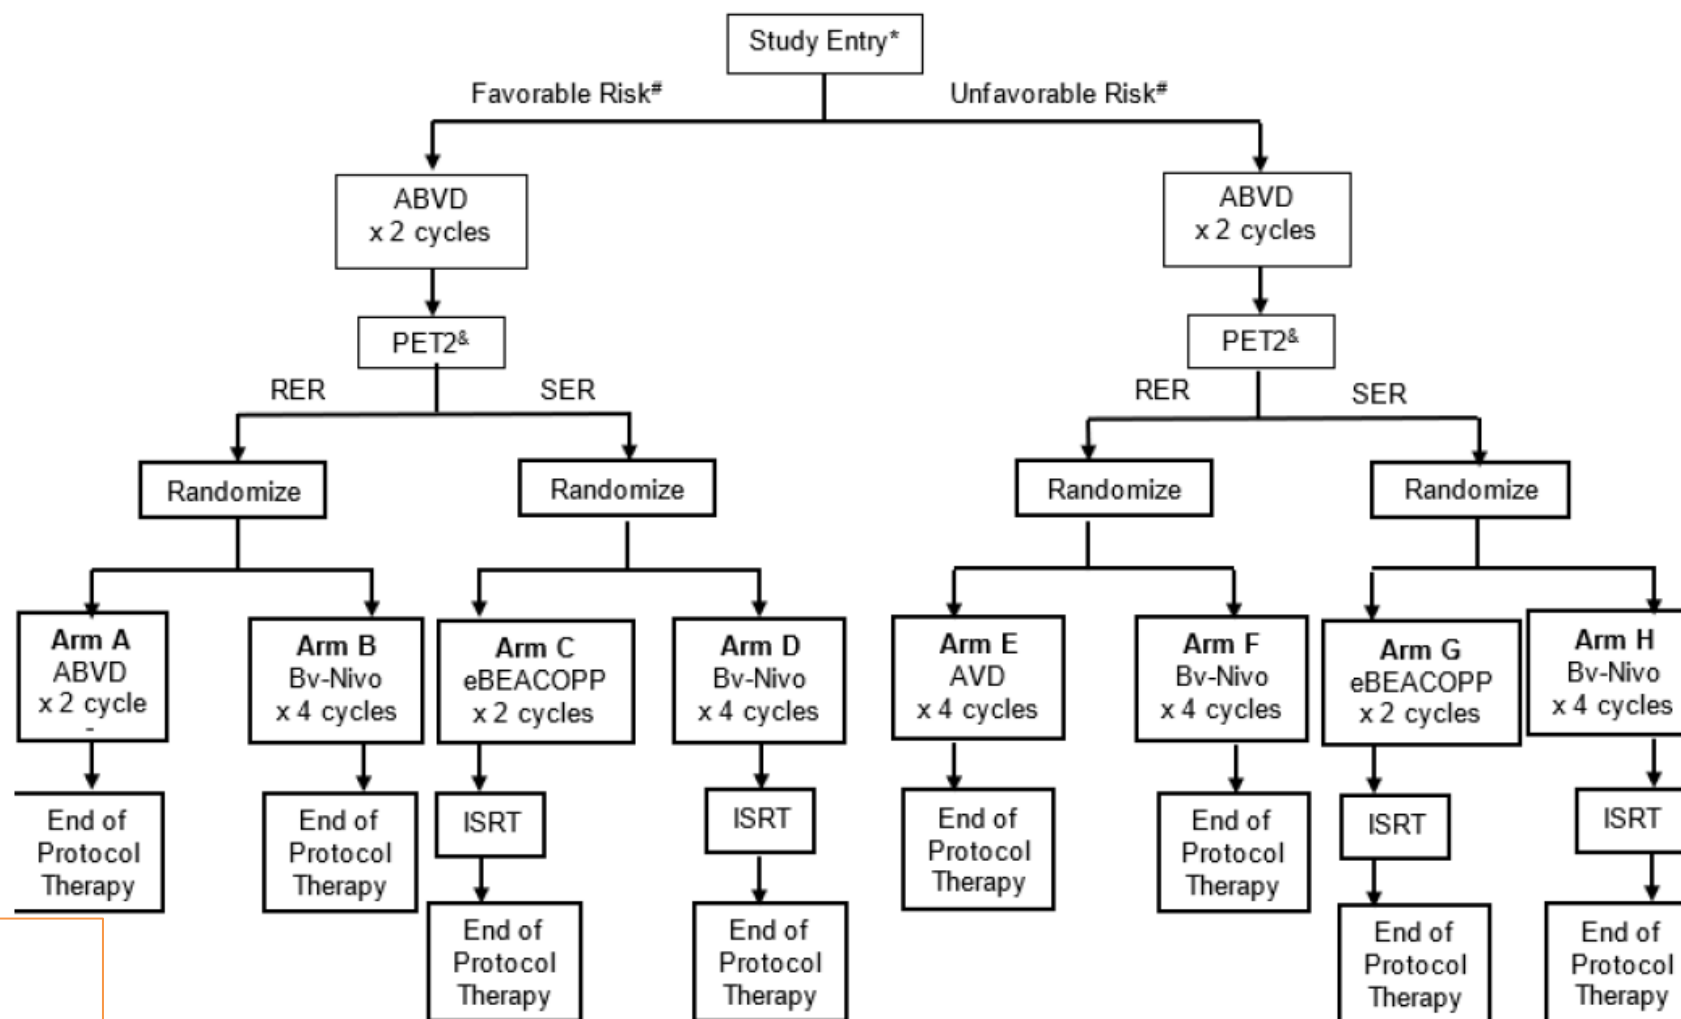 Study Entry*
Favorable Risk#
Unfavorable Risk#
ABVD
x 2 cycles
ABVD
x 2 cycles
PET2&
PET2&
RER
SER
RER
SER
Randomize
Randomize
Randomize
Randomize
Arm A
ABVD
x 2 cycle
-
Arm B
Bv-Nivo
x 4 cycles
Arm C
eBEACOPP
x 2 cycles
Arm D
Bv-Nivo
x 4 cycles
Arm E
AVD
x 4 cycles
Arm F
Bv-Nivo
x 4 cycles
Arm G
eBEACOPP
x 2 cycles
Arm H
Bv-Nivo
x 4 cycles
End of
Protocol
Therapy
End of
Protocol
Therapy
ISRT
ISRT
End of
Protocol
Therapy
End of
Protocol
Therapy
ISRT
ISRT
End of
Protocol
Therapy
End of
Protocol
Therapy
End of
Protocol
Therapy
End of
Protocol
Therapy